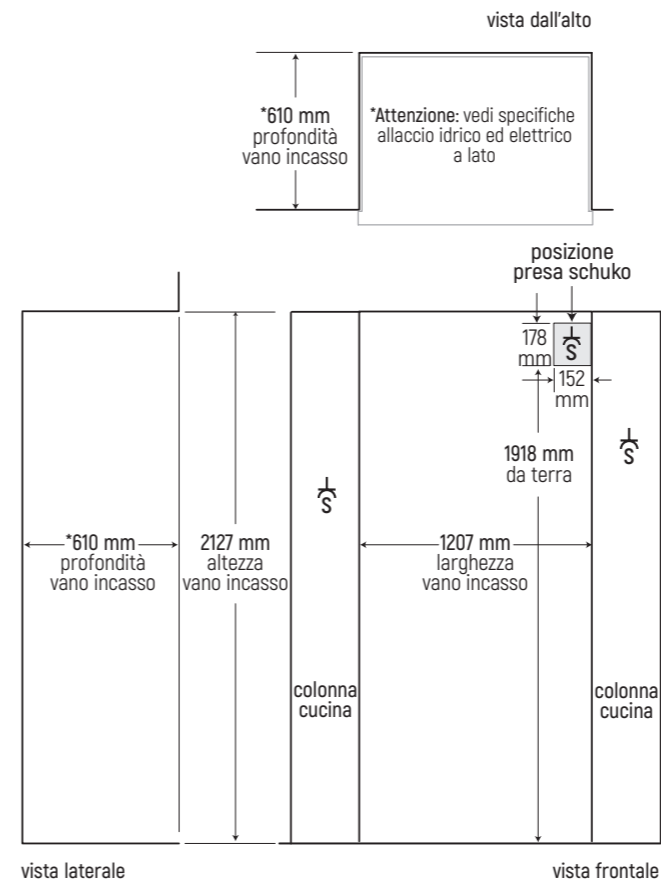 vista dall'alto
*610 mm
profondità
vano incasso
*Attenzione: vedi specifiche
allaccio idrico ed elettrico
a lato
posizione
presa schuko
178
mm
S
152
mm
1918 mm
da terra
S
S
*610 mm
profondità
vano incasso
2127 mm
altezza
vano incasso
1207 mm
larghezza
vano incasso
colonna
cucina
colonna
cucina
vista laterale
vista frontale